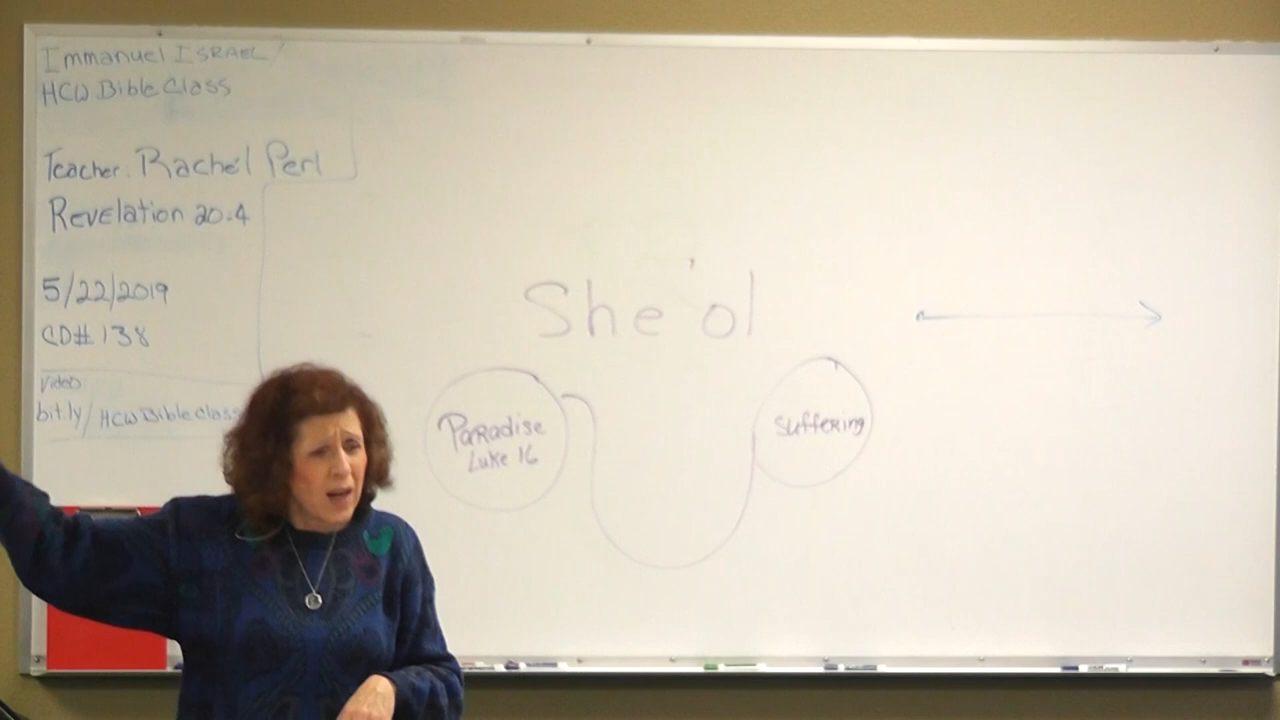 Immanuel ISRAEL/
HCW Bible Class
Teacher: Rachel Perl
Revelation 20:4
5/22/2019
CD# 138
Video
bit.ly/HCWBibleClass
She'ol
Paradise
Luke 16
Suffering